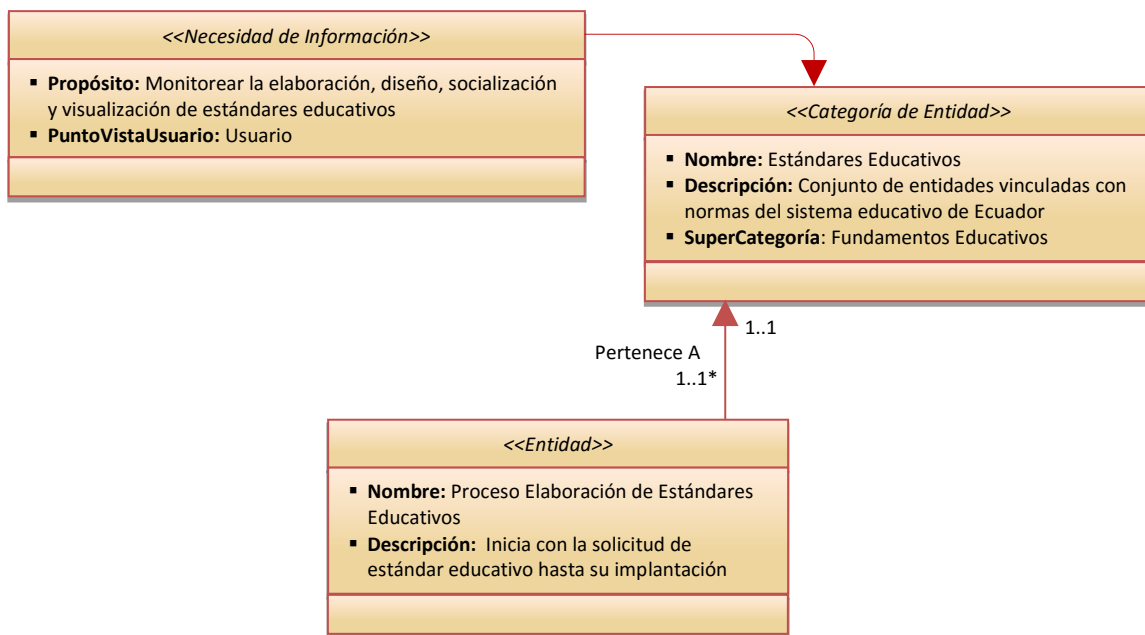 <<Necesidad de Información>>
▪ Propósito: Monitorear la elaboración, diseño, socialización
y visualización de estándares educativos
▪ PuntoVistaUsuario: Usuario
<<Categoría de Entidad>>
▪ Nombre: Estándares Educativos
▪ Descripción: Conjunto de entidades vinculadas con
normas del sistema educativo de Ecuador
▪ SuperCategoría: Fundamentos Educativos
1..1
Pertenece A
1..1*
<<Entidad>>
▪ Nombre: Proceso Elaboración de Estándares
Educativos
▪ Descripción: Inicia con la solicitud de
estándar educativo hasta su implantación